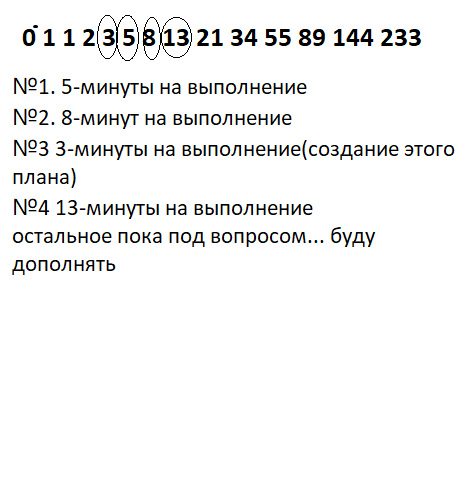 0 1 1 2 3 5 8 13 21 34 55 89 144 233
№1. 5-минуты на выполнение
№2. 8-минут на выполнение
№3 3-минуты на выполнение(создание этого
плана)
№4 13-минуты на выполнение
остальное пока под вопросом... буду
дополнять